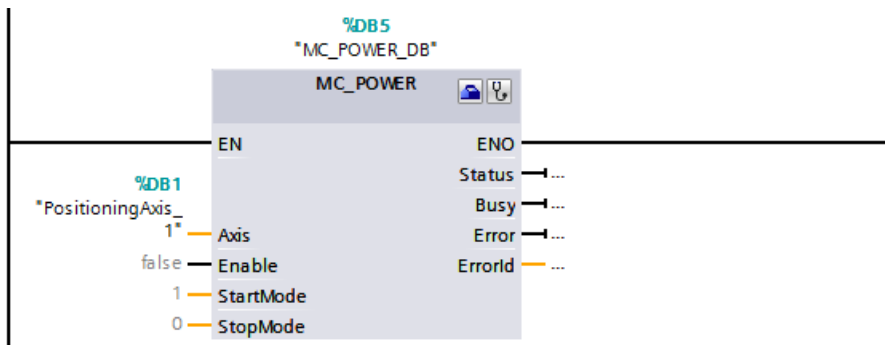 %DB5
"MC_POWER_DB"
MC_POWER
EN ENO
Status ...
%DB1
"PositioningAxis_
Busy ...
1" Axis Error ...
false Enable ErrorId ...
1 StartMode
0 StopMode